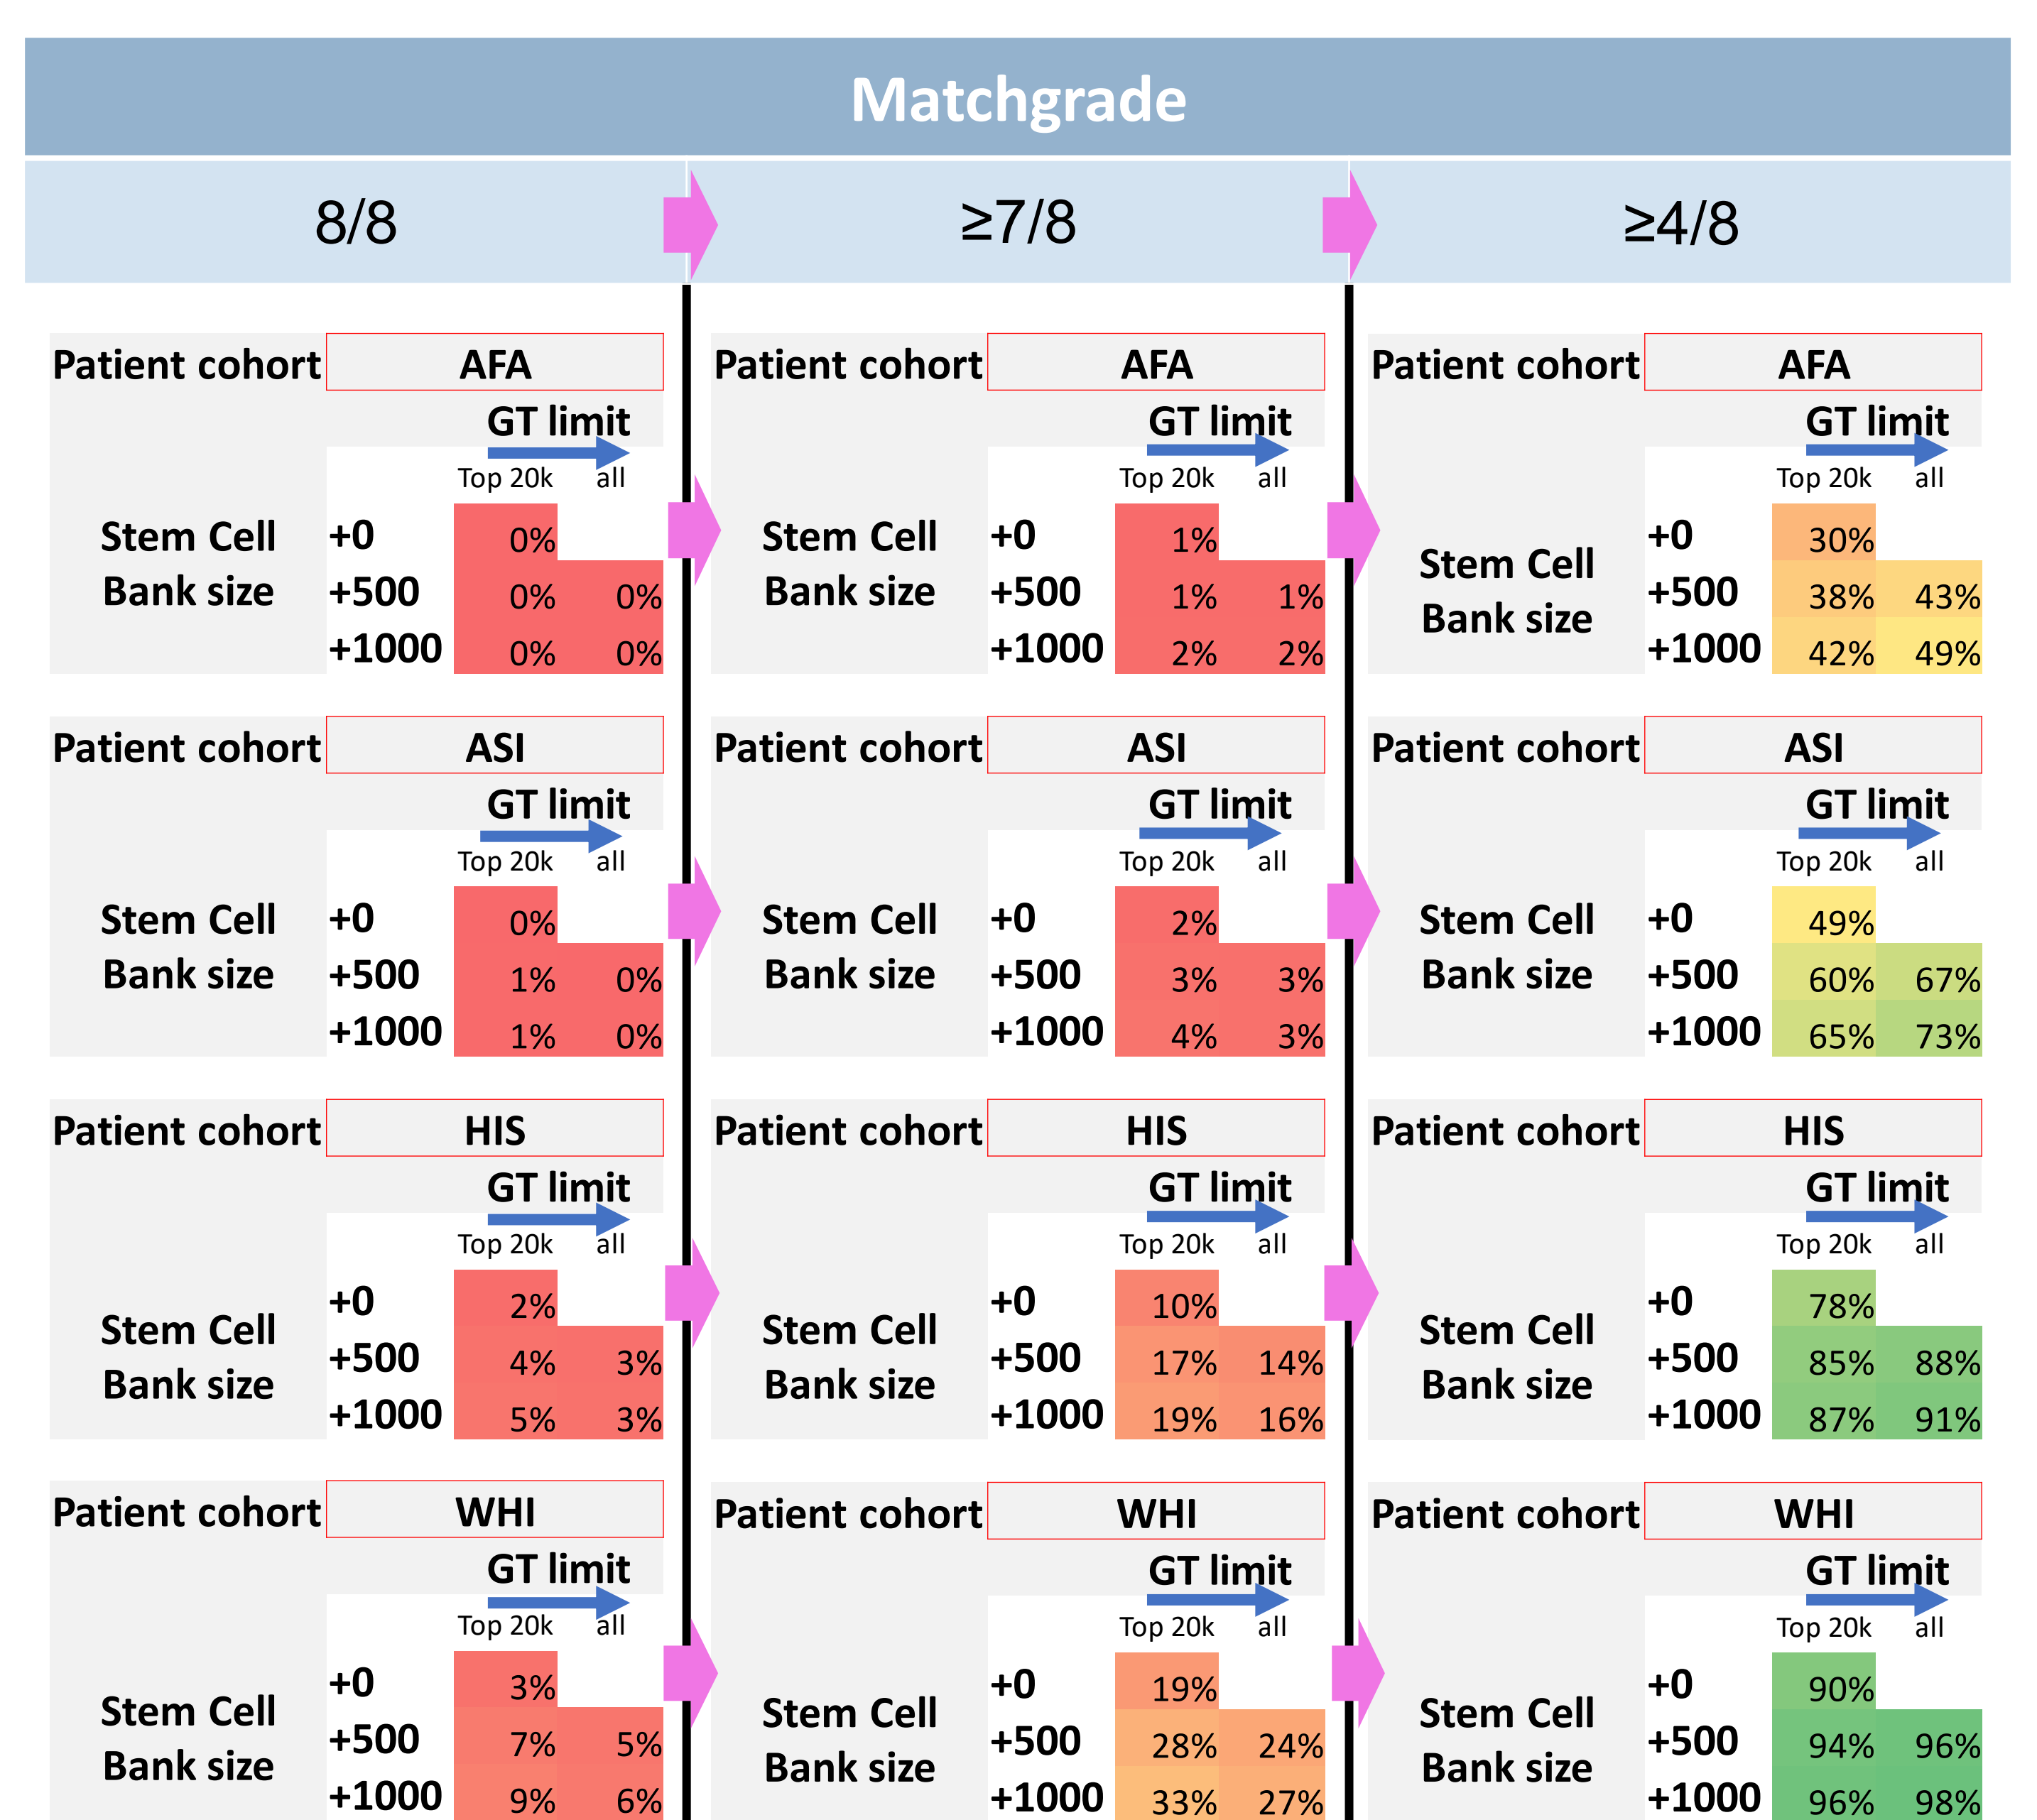 Matchgrade
8/8 ≥7/8 ≥4/8
Patient cohort AFA
GT limit
Top 20k all
Stem Cell Bank size
+0 0%
+500 0% 0%
+1000 0% 0%
Patient cohort AFA
GT limit
Top 20k all
Stem Cell Bank size
+0 1%
+500 1% 1%
+1000 2% 2%
Patient cohort AFA
GT limit
Top 20k all
Stem Cell Bank size
+0 30%
+500 38% 43%
+1000 42% 49%
Patient cohort ASI
GT limit
Top 20k all
Stem Cell Bank size
+0 0%
+500 1% 0%
+1000 1% 0%
Patient cohort ASI
GT limit
Top 20k all
Stem Cell Bank size
+0 2%
+500 3% 3%
+1000 4% 3%
Patient cohort ASI
GT limit
Top 20k all
Stem Cell Bank size
+0 49%
+500 60% 67%
+1000 65% 73%
Patient cohort HIS
GT limit
Top 20k all
Stem Cell Bank size
+0 2%
+500 4% 3%
+1000 5% 3%
Patient cohort HIS
GT limit
Top 20k all
Stem Cell Bank size
+0 10%
+500 17% 14%
+1000 19% 16%
Patient cohort HIS
GT limit
Top 20k all
Stem Cell Bank size
+0 78%
+500 85% 88%
+1000 87% 91%
Patient cohort WHI
GT limit
Top 20k all
Stem Cell Bank size
+0 3%
+500 7% 5%
+1000 9% 6%
Patient cohort WHI
GT limit
Top 20k all
Stem Cell Bank size
+0 19%
+500 28% 24%
+1000 33% 27%
Patient cohort WHI
GT limit
Top 20k all
Stem Cell Bank size
+0 90%
+500 94% 96%
+1000 96% 98%